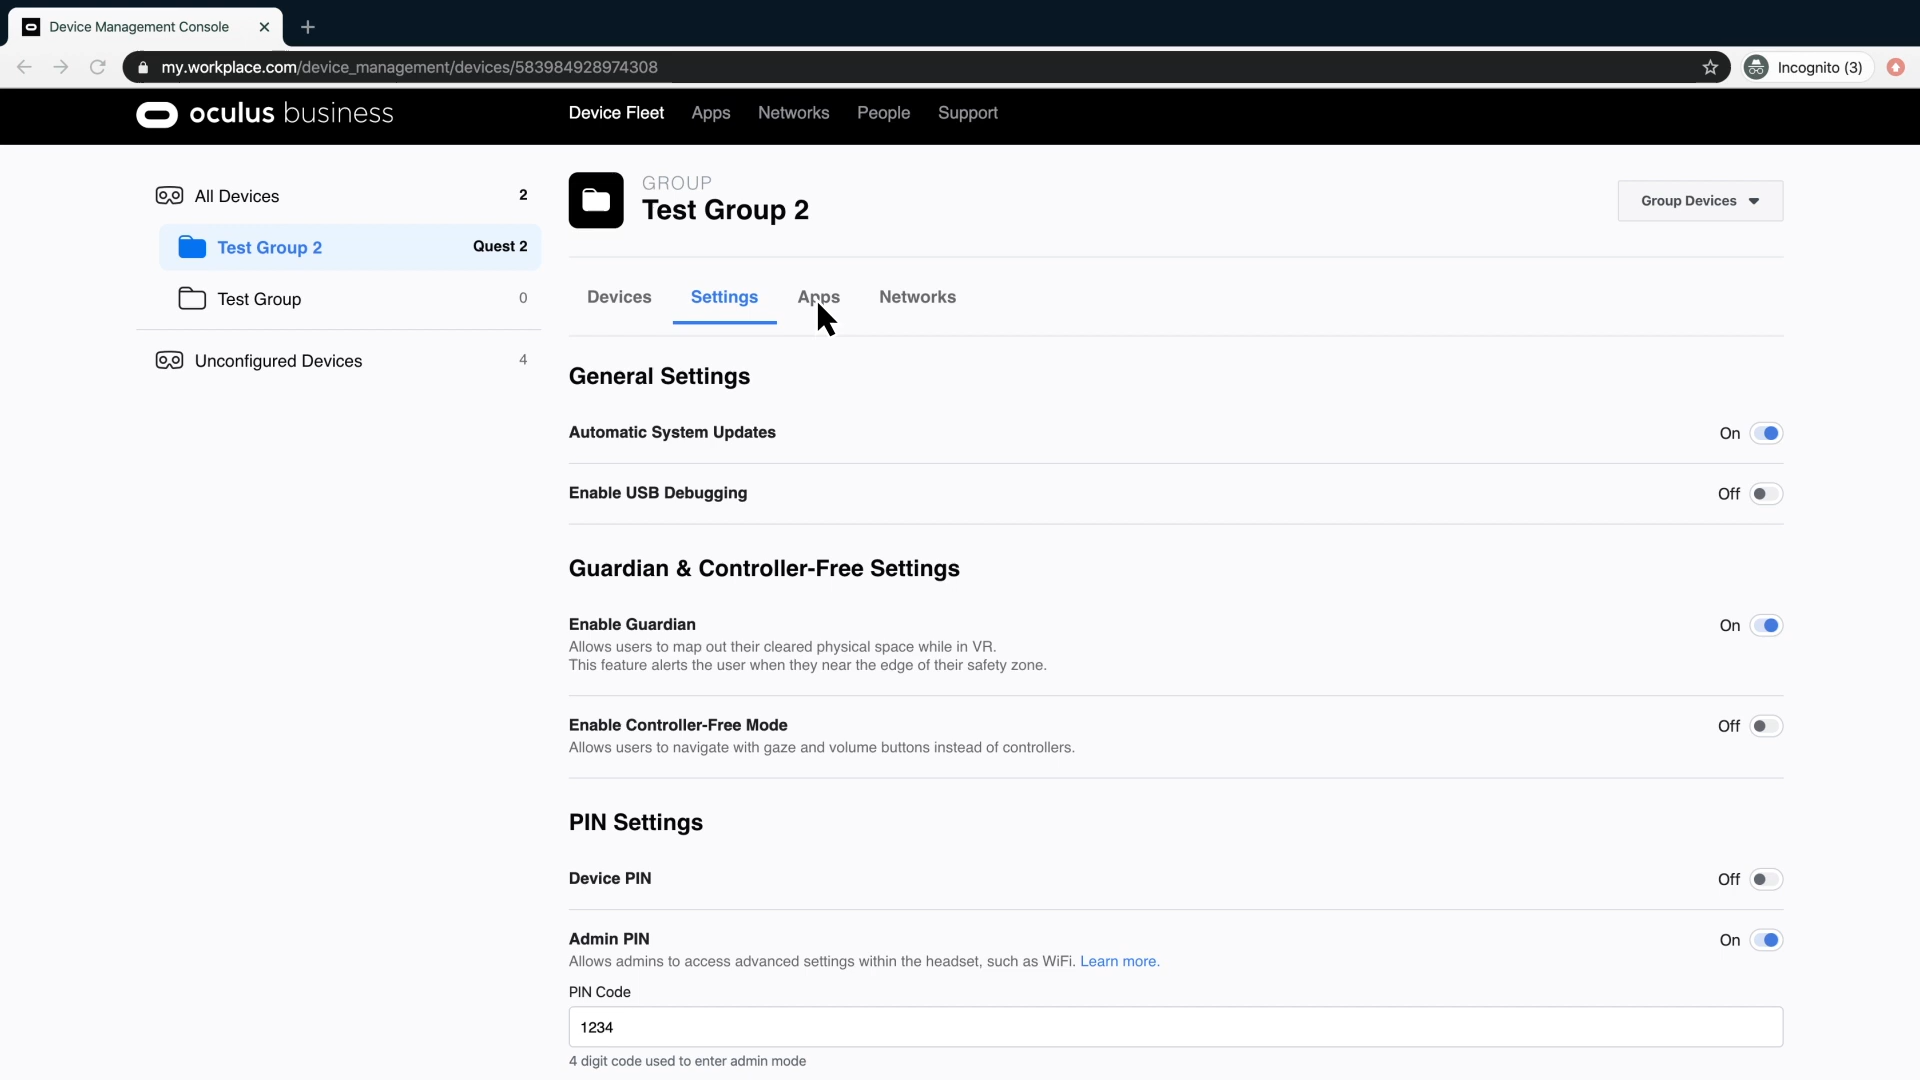 Device Management Console
my.workplace.com/device_management/devices/583984928974308
Incognito (3)
oculus business
Device Fleet
Apps
Networks
People
Support
All Devices
2
Test Group 2
Quest 2
Test Group
0
Unconfigured Devices
4
GROUP
Test Group 2
Group Devices
Devices
Settings
Apps
Networks
General Settings
Automatic System Updates
On
Enable USB Debugging
Off
Guardian & Controller-Free Settings
Enable Guardian
On
Allows users to map out their cleared physical space while in VR.
This feature alerts the user when they near the edge of their safety zone.
Enable Controller-Free Mode
Off
Allows users to navigate with gaze and volume buttons instead of controllers.
PIN Settings
Device PIN
Off
Admin PIN
On
Allows admins to access advanced settings within the headset, such as WiFi. Learn more.
PIN Code
1234
4 digit code used to enter admin mode